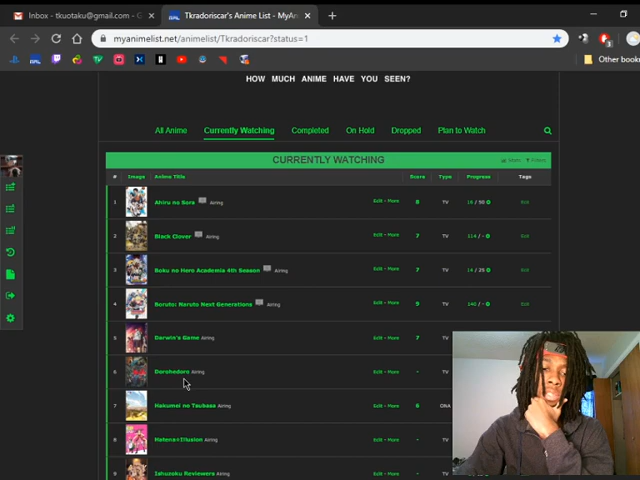 Inbox - tkuotaku@gmail.com - G
Tkradoriscar's Anime List - MyAni
myanimelist.net/animelist/Tkradoriscar?status=1
Other book
HOW MUCH ANIME HAVE YOU SEEN?
All Anime Currently Watching Completed On Hold Dropped Plan to Watch
CURRENTLY WATCHING
Stats Filters
# Image Anime Title Score Type Progress Tags
1 Ahiru no Sora Airing Edit - More 8 TV 16 / 50 Edit
2 Black Clover Airing Edit - More 7 TV 114 / - Edit
3 Boku no Hero Academia 4th Season Airing Edit - More 7 TV 14 / 25 Edit
4 Boruto: Naruto Next Generations Airing Edit - More 9 TV 140 / - Edit
5 Darwin's Game Airing Edit - More 7 TV
6 Dorohedoro Airing Edit - More - TV
7 Hakumei no Tsubasa Airing Edit - More 6 ONA
8 Hatena☆Illusion Airing Edit - More - TV
9 Ishuzoku Reviewers Airing Edit - More - TV